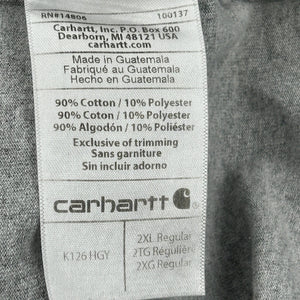 RN#14806 100137
Carhartt, Inc. P.O. Box 600
Dearborn, MI 48121 USA
carhartt.com
Made in Guatemala
Fabriqué au Guatemala
Hecho en Guatemala
90% Cotton / 10% Polyester
90% Coton / 10% Polyester
90% Algodón / 10% Poliéster
Exclusive of trimming
Sans garniture
Sin incluir adorno
carhartt
K126 HGY
2XL Regular
2TG Régulière
2XG Regular